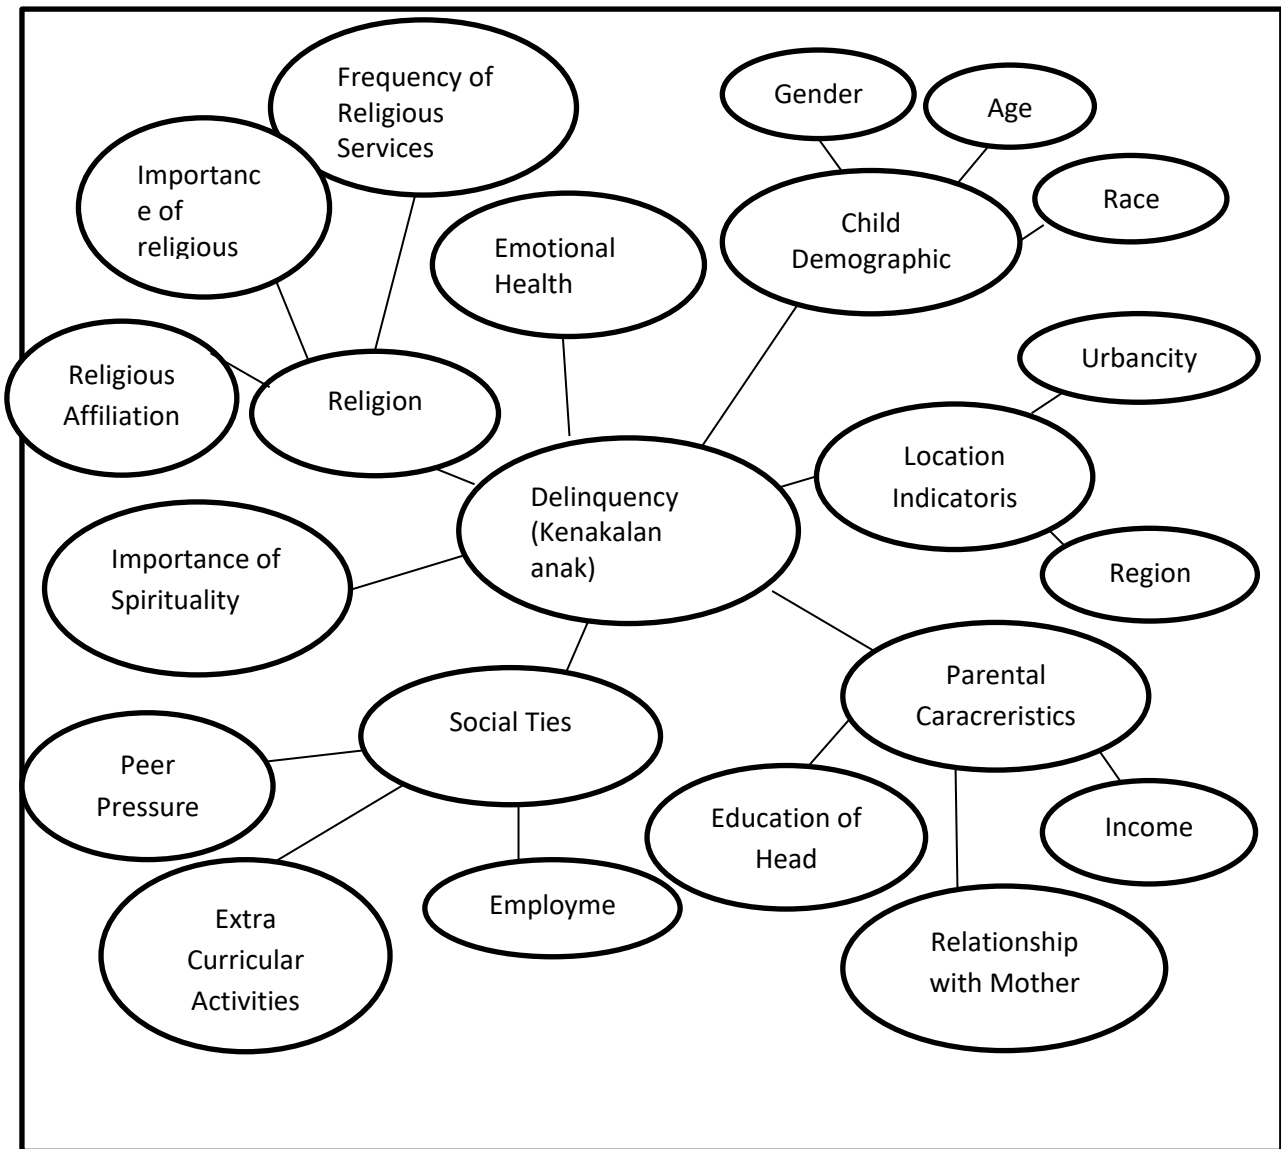 Frequency of
Religious
Services
Gender
Age
Importanc
e of
religious
Race
Child
Demographic
Emotional
Health
Urbancity
Religious
Affiliation
Religion
Location
Indicatoris
Delinquency
(Kenakalan
anak)
Region
Importance of
Spirituality
Parental
Caracreristics
Social Ties
Peer
Pressure
Education of
Head
Income
Employme
Extra
Curricular
Activities
Relationship
with Mother